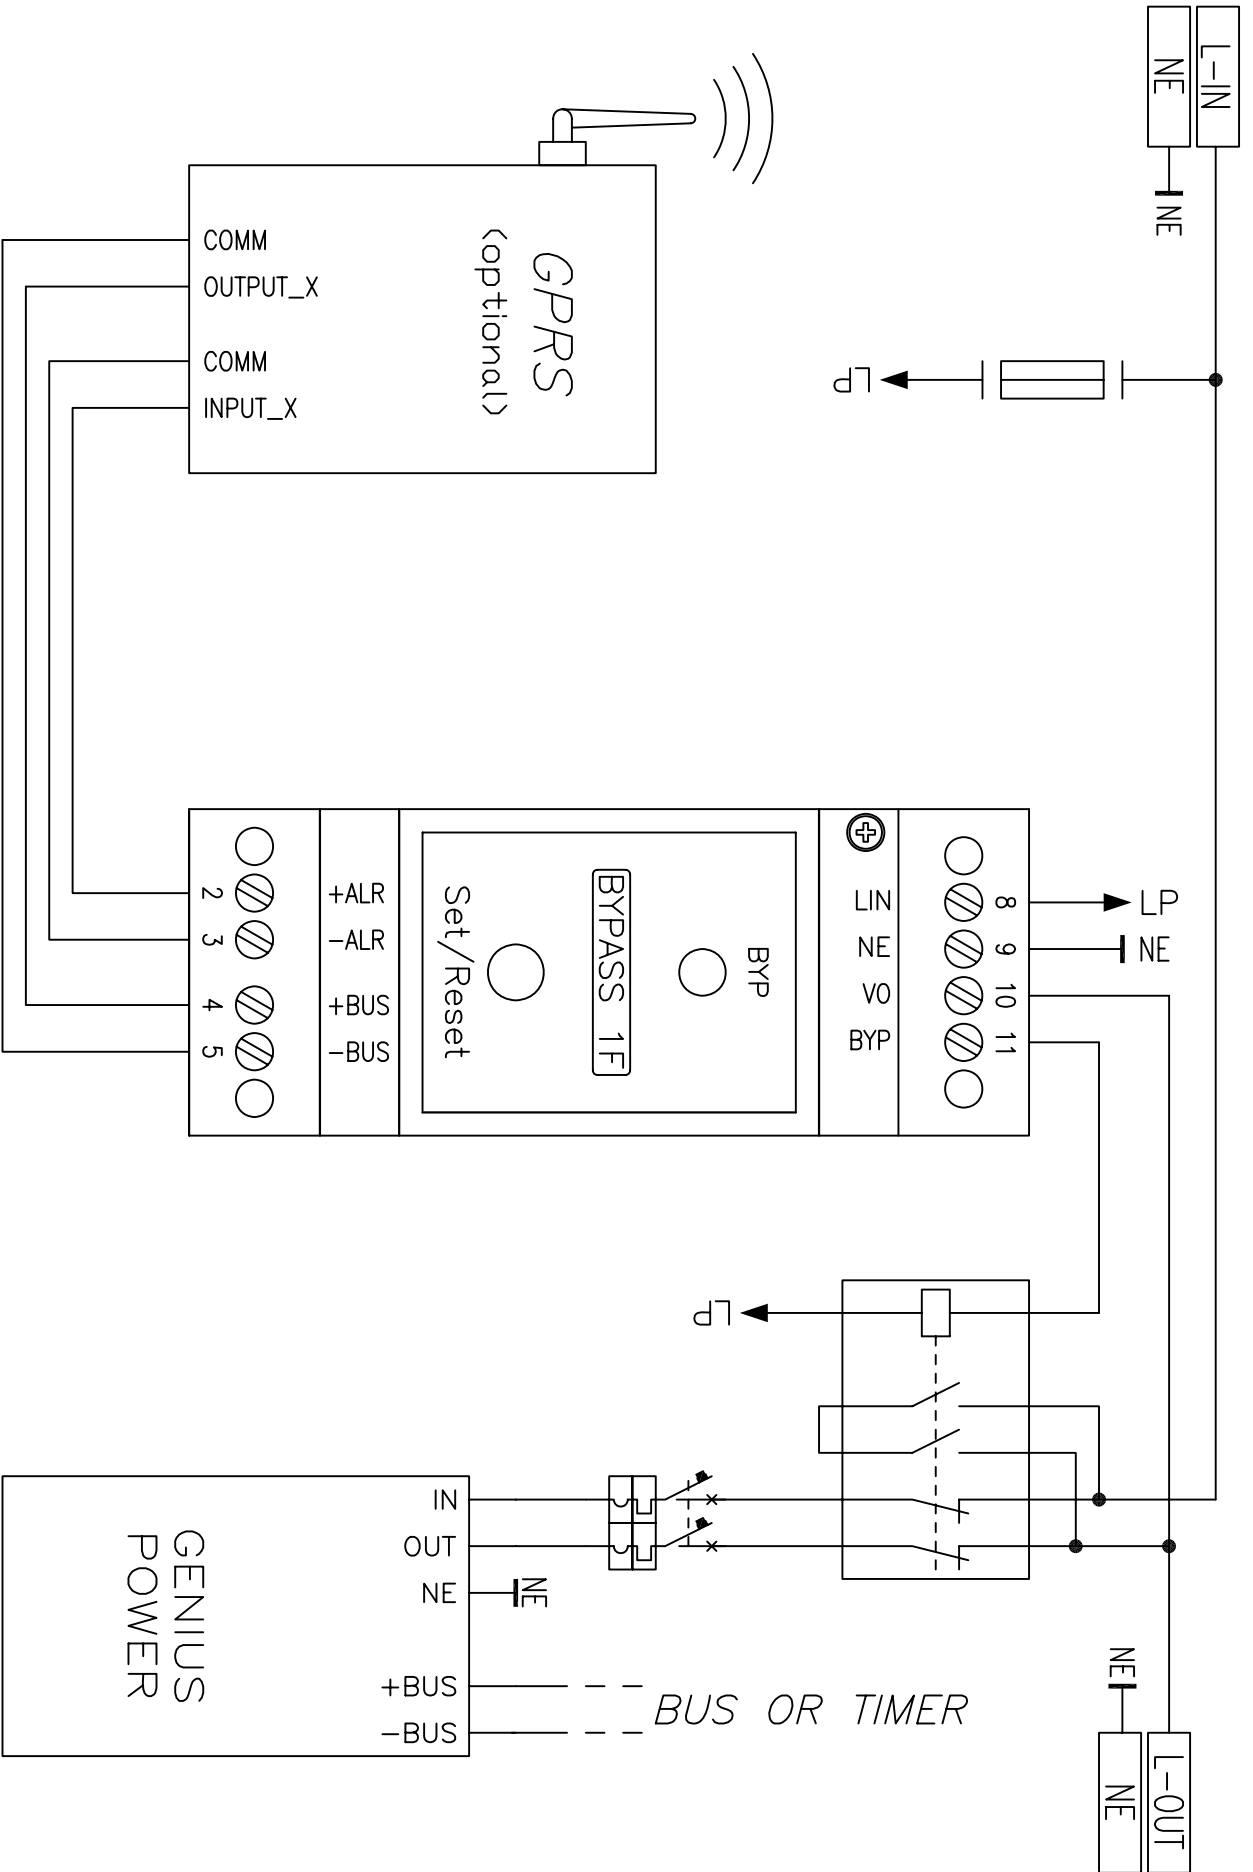 L-IN
NE
NE
LP
GPRS
(optional)
COMM
OUTPUT_X
COMM
INPUT_X
+ALR
-ALR
+BUS
-BUS
2
3
4
5
Set/Reset
BYPASS 1F
BYP
LIN
NE
VO
BYP
8
9
10
11
LP
NE
LP
IN
OUT
NE
+BUS
-BUS
NE
GENIUS
POWER
BUS OR TIMER
NE
L-OUT
NE